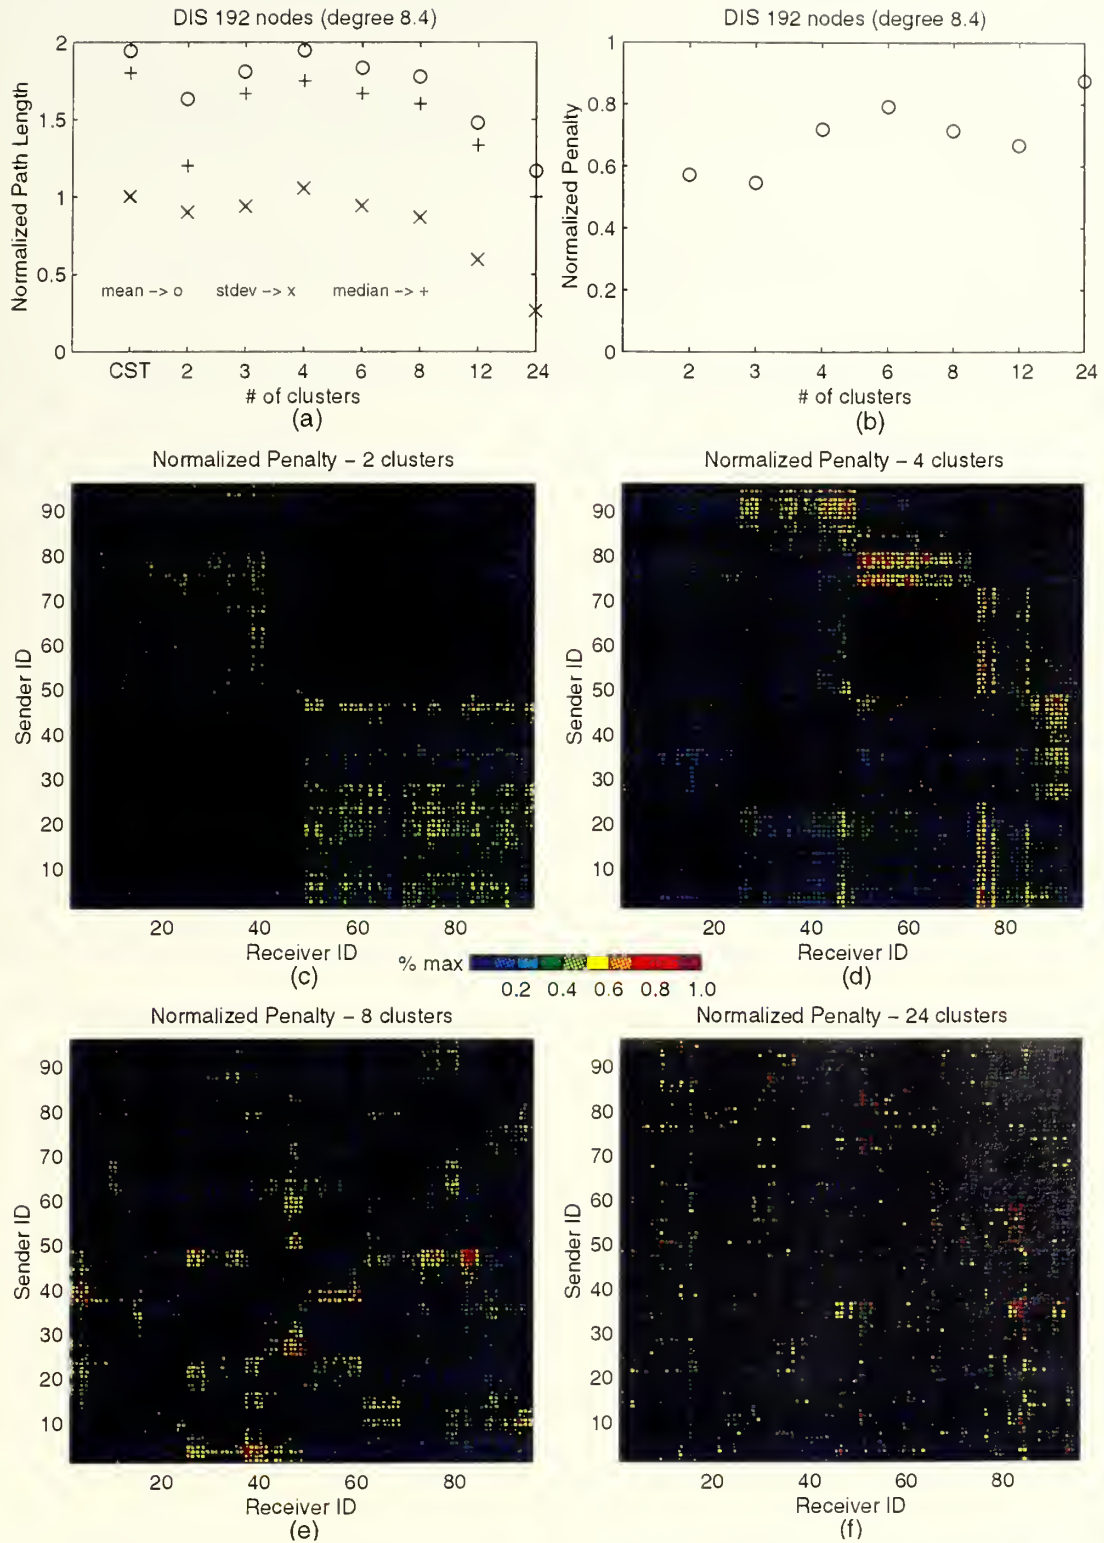 DIS 192 nodes (degree 8.4)
2
1.5
1
0.5
0
Normalized Path Length
mean -> o stdev -> x median -> +
CST 2 3 4 6 8 12 24
# of clusters
(a)
DIS 192 nodes (degree 8.4)
1
0.8
0.6
0.4
0.2
0
Normalized Penalty
2 3 4 6 8 12 24
# of clusters
(b)
Normalized Penalty – 2 clusters
90
80
70
60
50
40
30
20
10
Sender ID
20 40 60 80
Receiver ID
(c)
Normalized Penalty – 4 clusters
90
80
70
60
50
40
30
20
10
Sender ID
20 40 60 80
Receiver ID
(d)
% max
0.2 0.4 0.6 0.8 1.0
Normalized Penalty – 8 clusters
90
80
70
60
50
40
30
20
10
Sender ID
20 40 60 80
Receiver ID
(e)
Normalized Penalty – 24 clusters
90
80
70
60
50
40
30
20
10
Sender ID
20 40 60 80
Receiver ID
(f)